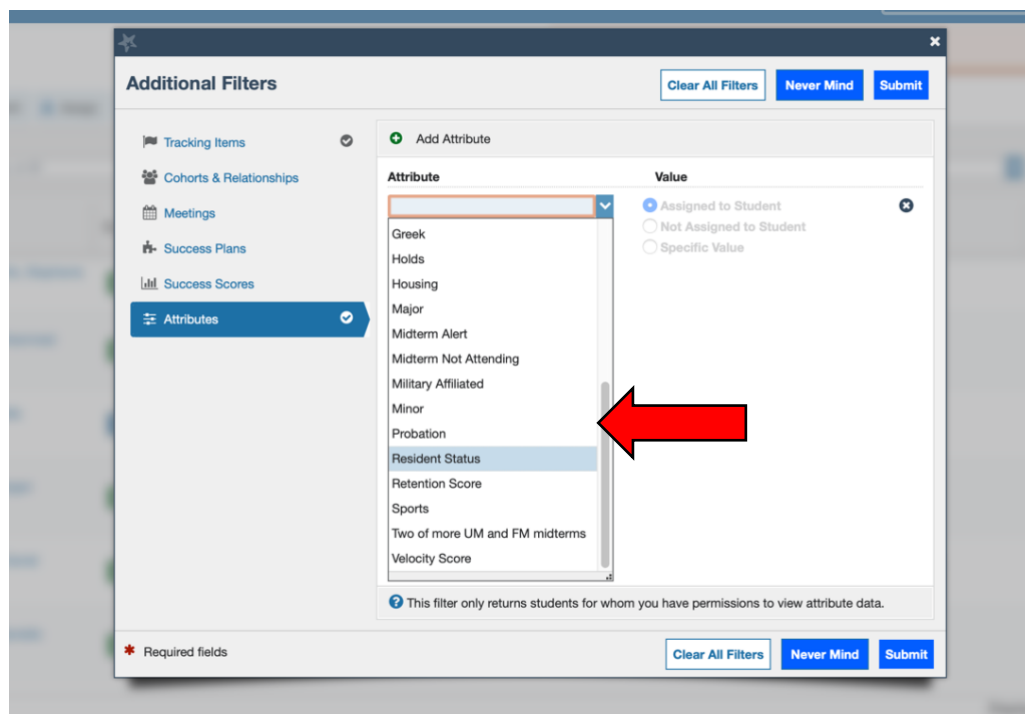 Additional Filters
Clear All Filters
Never Mind
Submit
Tracking Items
Cohorts & Relationships
Meetings
Success Plans
Success Scores
Attributes
Add Attribute
Attribute
Value
Assigned to Student
Not Assigned to Student
Specific Value
Greek
Holds
Housing
Major
Midterm Alert
Midterm Not Attending
Military Affiliated
Minor
Probation
Resident Status
Retention Score
Sports
Two of more UM and FM midterms
Velocity Score
This filter only returns students for whom you have permissions to view attribute data.
* Required fields
Clear All Filters
Never Mind
Submit